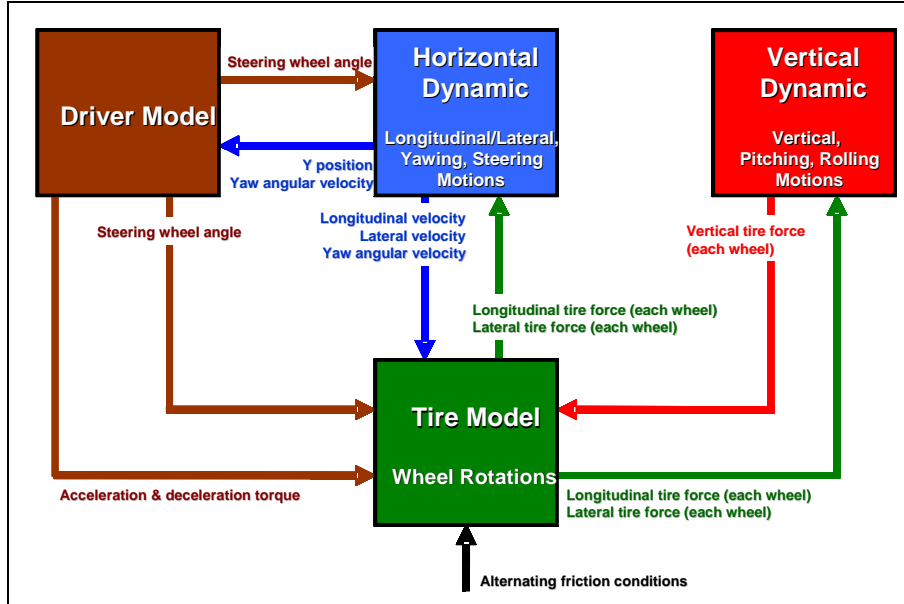 Driver Model
Steering wheel angle
Horizontal
Dynamic
Longitudinal/Lateral,
Yawing, Steering
Motions
Vertical
Dynamic
Vertical,
Pitching, Rolling
Motions
Y position
Yaw angular velocity
Steering wheel angle
Longitudinal velocity
Lateral velocity
Yaw angular velocity
Vertical tire force
(each wheel)
Longitudinal tire force (each wheel)
Lateral tire force (each wheel)
Tire Model
Wheel Rotations
Acceleration & deceleration torque
Longitudinal tire force (each wheel)
Lateral tire force (each wheel)
Alternating friction conditions